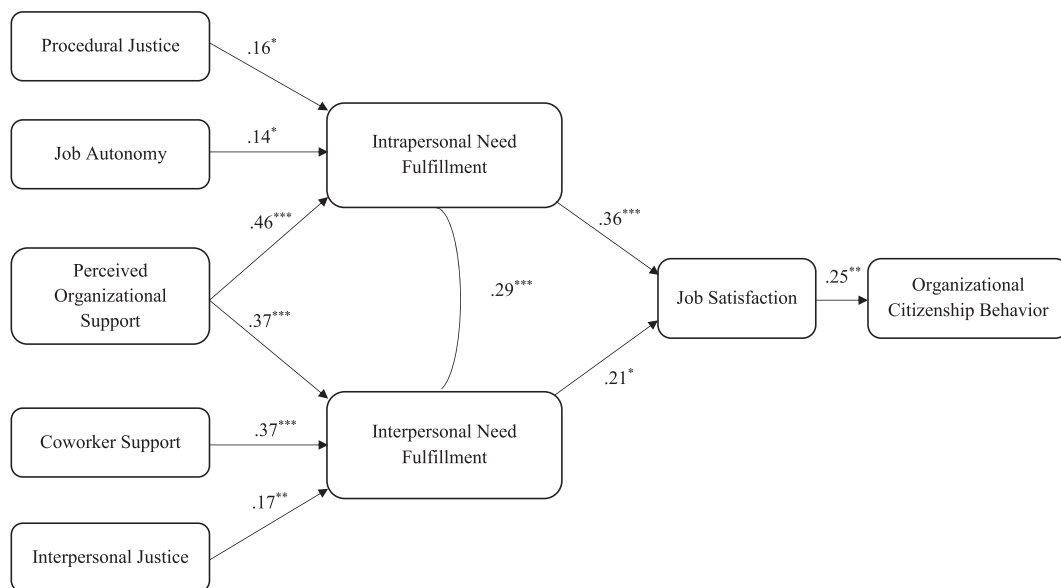 Procedural Justice
.16*
Job Autonomy
.14*
Intrapersonal Need
Fulfillment
.46***
.36***
Perceived
Organizational
Support
.37***
.29***
Job Satisfaction
.25**
Organizational
Citizenship Behavior
.21*
Coworker Support
.37***
Interpersonal Need
Fulfillment
.17**
Interpersonal Justice